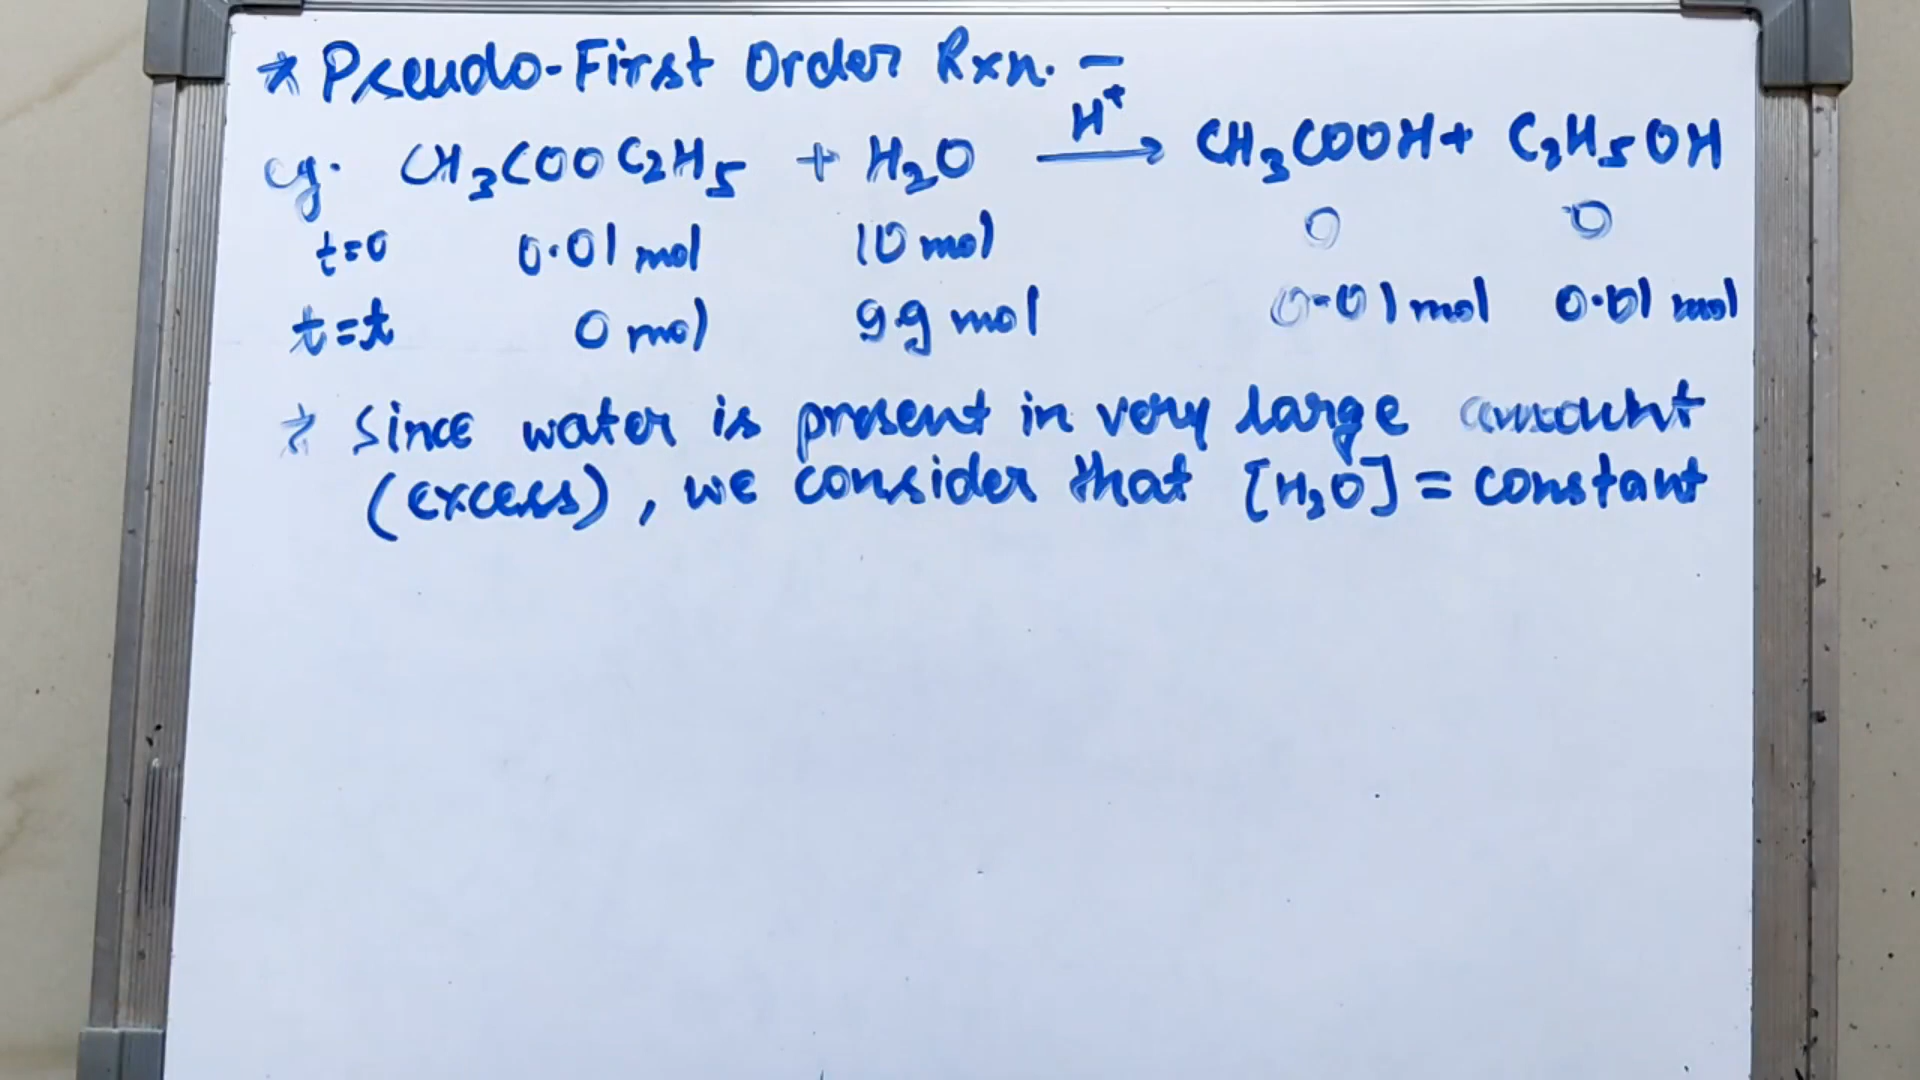 * Pseudo-First Order Rxn. -
eg. CH3COOC2H5 + H2O H+→ CH3COOH + C2H5OH
t=0 0.01 mol 10 mol 0 0
t=t 0 mol 9.9 mol 0.01 mol 0.01 mol
* Since water is present in very large amount
(excess), we consider that [H2O] = constant